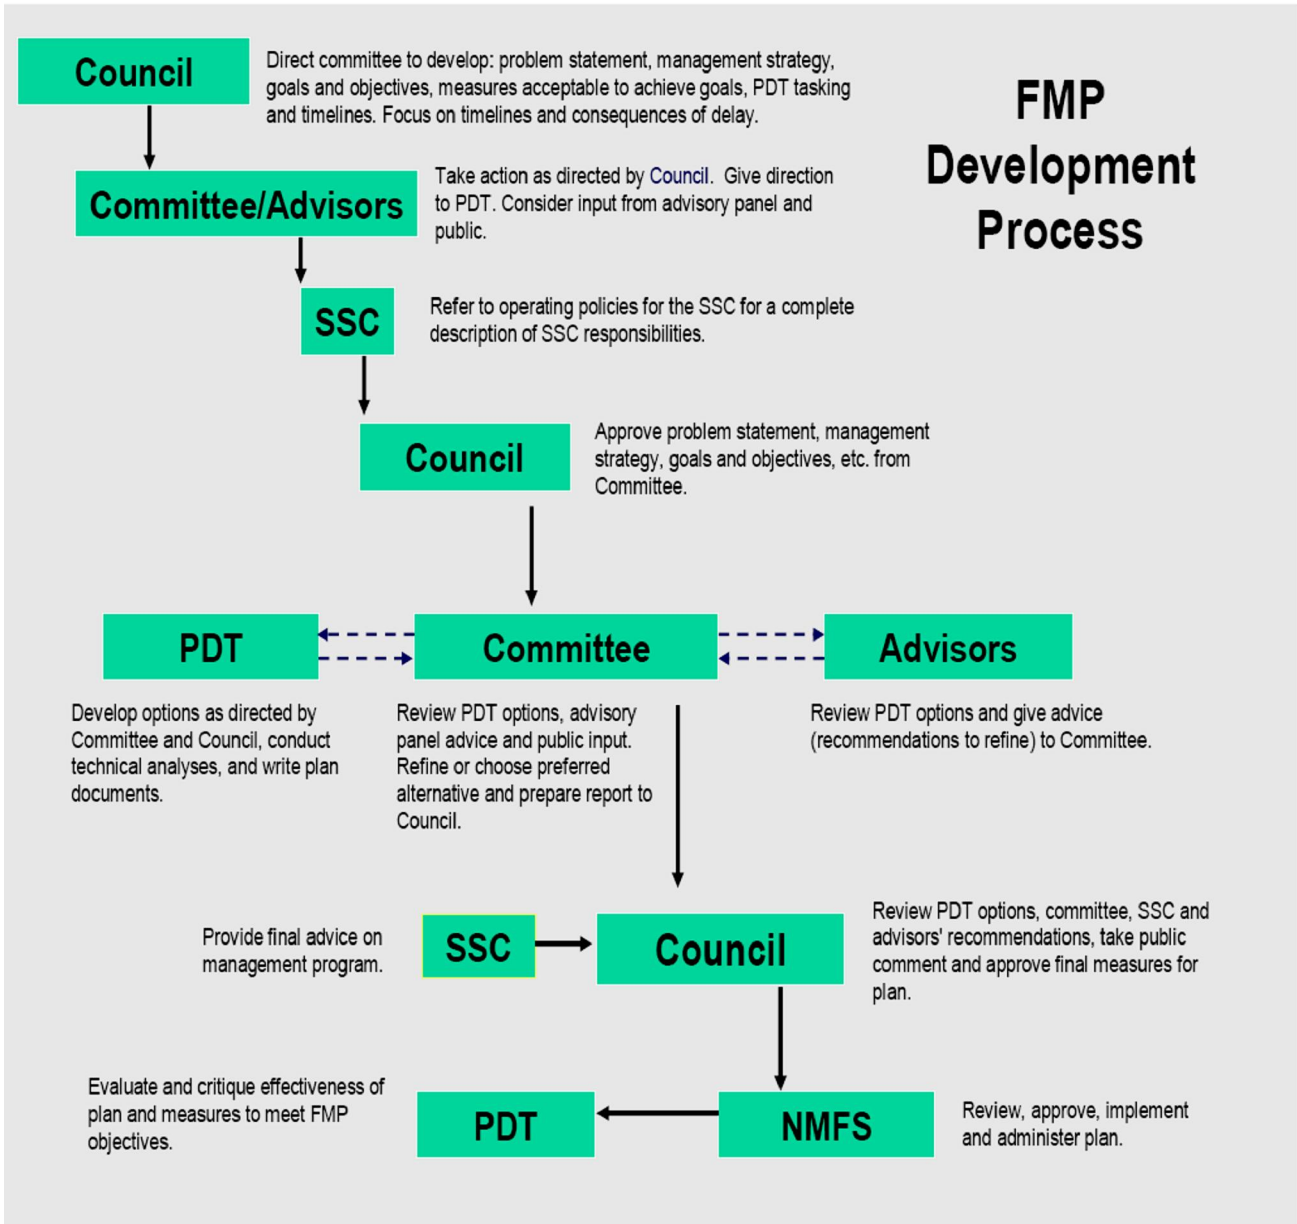 Council
Direct committee to develop: problem statement, management strategy,
goals and objectives, measures acceptable to achieve goals, PDT tasking
and timelines. Focus on timelines and consequences of delay.
FMP
Development
Process
Committee/Advisors
Take action as directed by Council. Give direction
to PDT. Consider input from advisory panel and
public.
SSC
Refer to operating policies for the SSC for a complete
description of SSC responsibilities.
Council
Approve problem statement, management
strategy, goals and objectives, etc. from
Committee.
PDT
Committee
Advisors
Develop options as directed by
Committee and Council, conduct
technical analyses, and write plan
documents.
Review PDT options, advisory
panel advice and public input.
Refine or choose preferred
alternative and prepare report to
Council.
Review PDT options and give advice
(recommendations to refine) to Committee.
Provide final advice on
management program.
SSC
Council
Review PDT options, committee, SSC and
advisors' recommendations, take public
comment and approve final measures for
plan.
Evaluate and critique effectiveness of
plan and measures to meet FMP
objectives.
PDT
NMFS
Review, approve, implement
and administer plan.